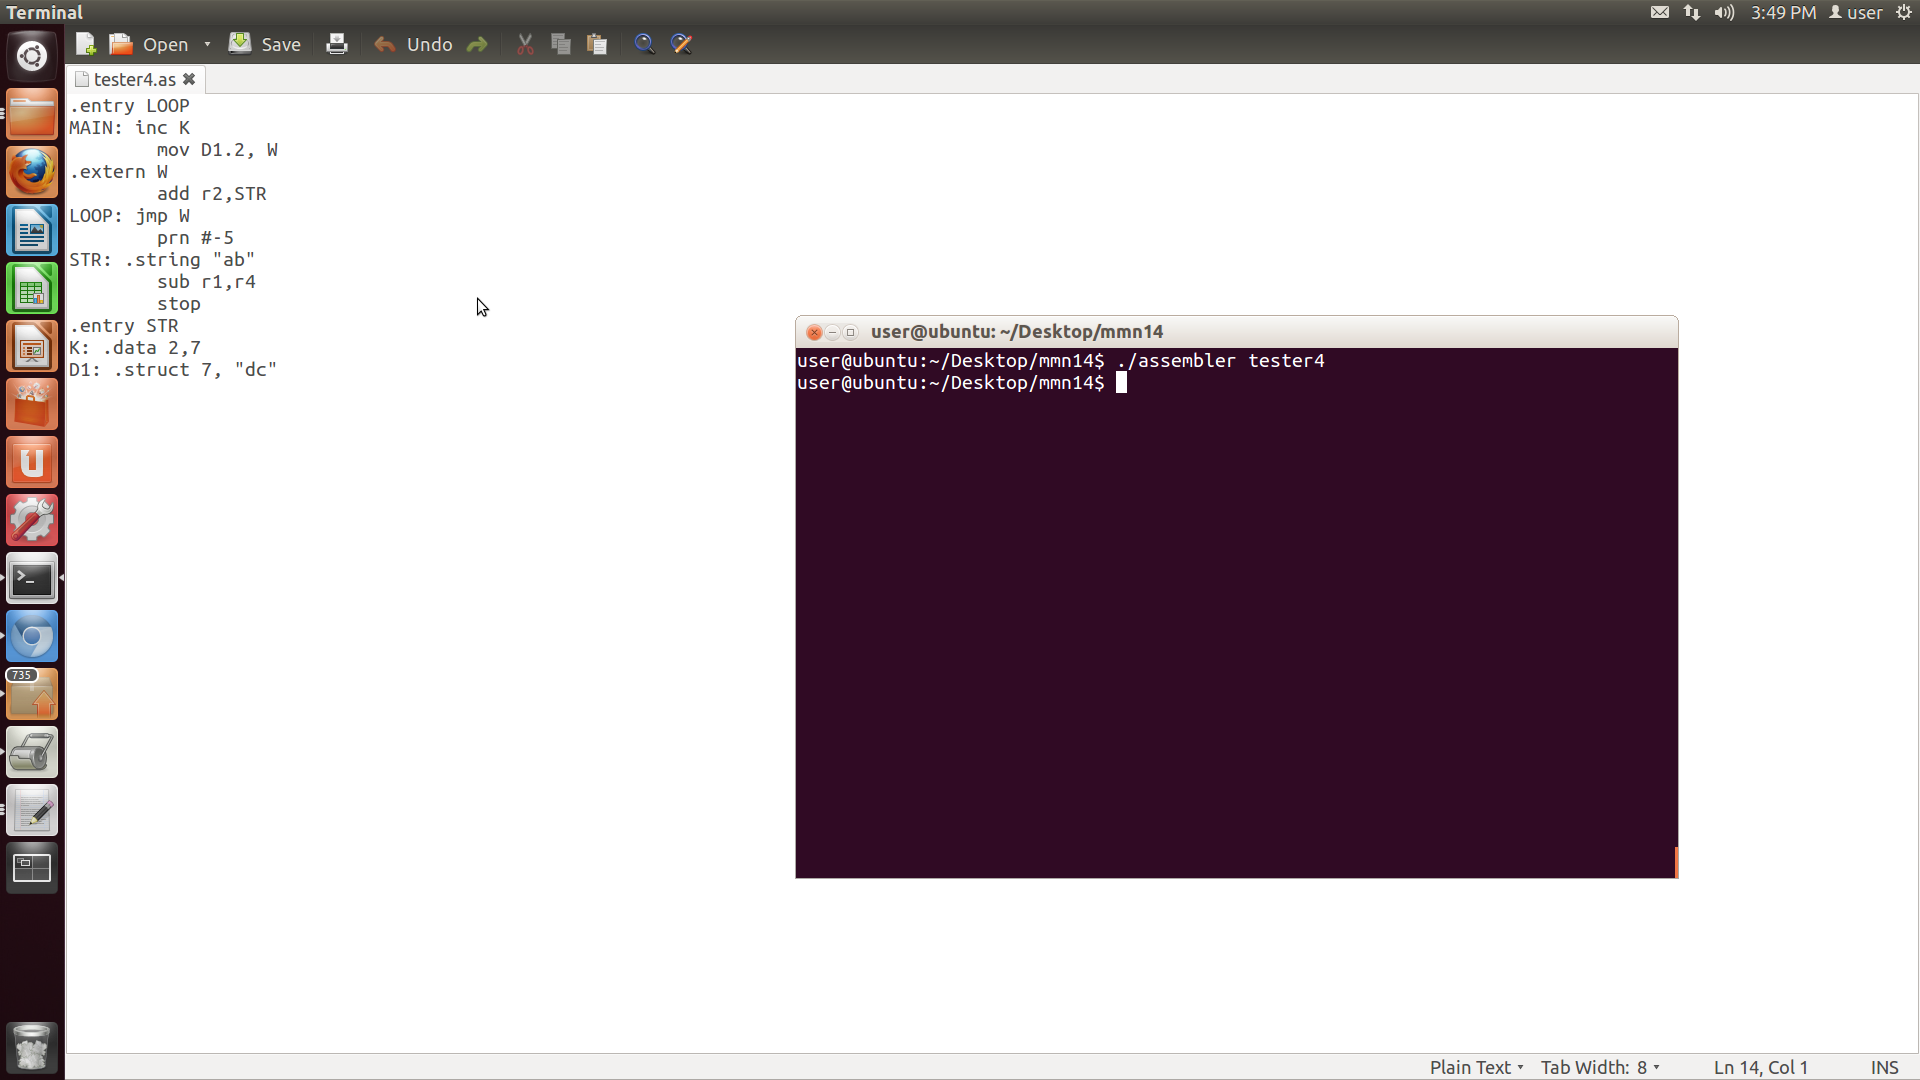 Terminal
3:49 PM user
Open Save Undo
tester4.as
.entry LOOP
MAIN: inc K
mov D1.2, W
.extern W
add r2,STR
LOOP: jmp W
prn #-5
STR: .string "ab"
sub r1,r4
stop
.entry STR
K: .data 2,7
D1: .struct 7, "dc"
user@ubuntu: ~/Desktop/mmn14
user@ubuntu:~/Desktop/mmn14$ ./assembler tester4
user@ubuntu:~/Desktop/mmn14$
735
Plain Text Tab Width: 8 Ln 14, Col 1 INS